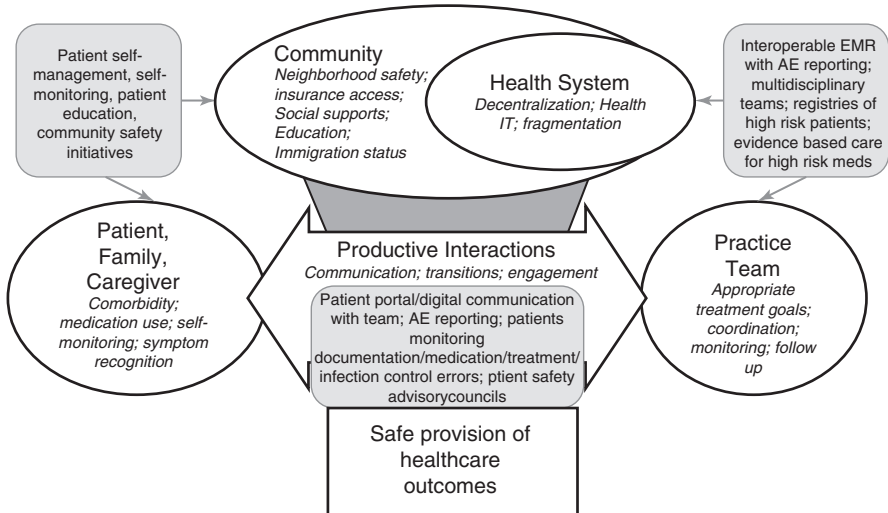 Patient self-
management, self-
monitoring, patient
education,
community safety
initiatives
Community
Neighborhood safety;
insurance access;
Social supports;
Education;
Immigration status
Health System
Decentralization; Health
IT; fragmentation
Interoperable EMR
with AE reporting;
multidisciplinary
teams; registries of
high risk patients;
evidence based care
for high risk meds
Patient,
Family,
Caregiver
Comorbidity;
medication use; self-
monitoring; symptom
recognition
Productive Interactions
Communication; transitions; engagement
Patient portal/digital communication
with team; AE reporting; patients
monitoring
documentation/medication/treatment/
infection control errors; ptient safety
advisorycouncils
Practice
Team
Appropriate
treatment goals;
coordination;
monitoring; follow
up
Safe provision of
healthcare
outcomes